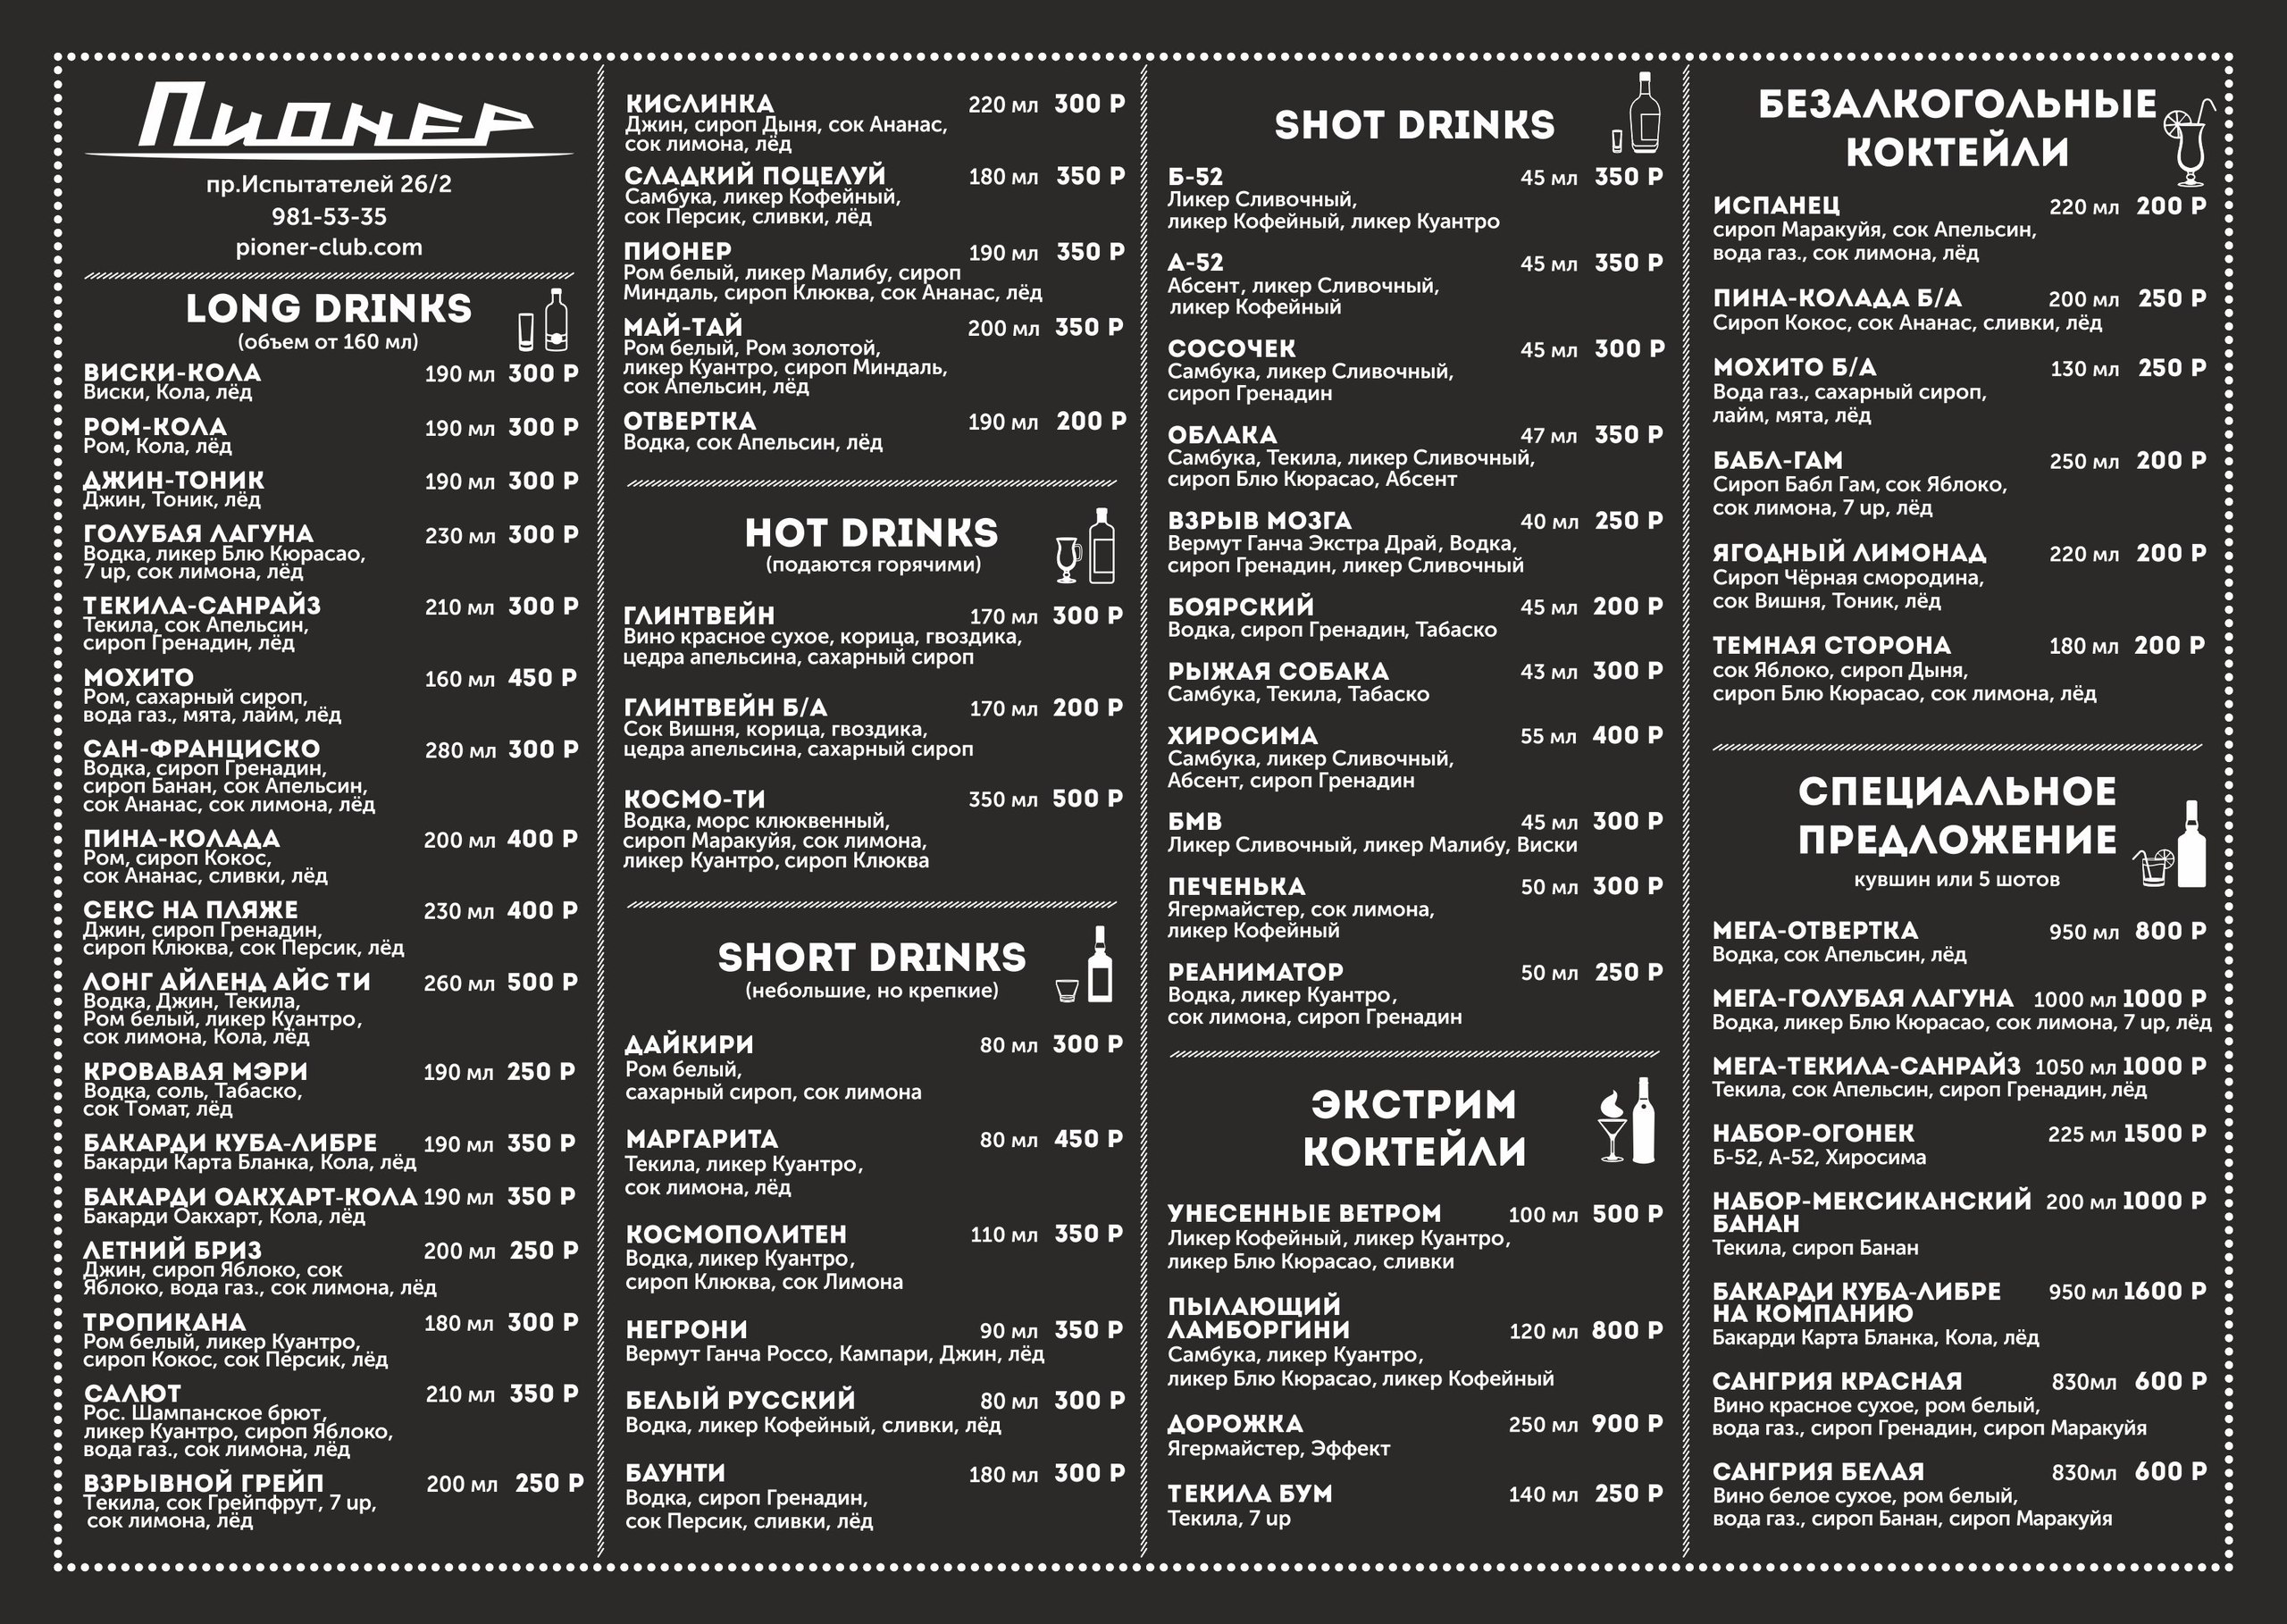 Пионер
пр.Испытателей 26/2
981-53-35
pioner-club.com
LONG DRINKS
(объем от 160 мл)
ВИСКИ-КОЛА 190 мл 300 Р
Виски, Кола, лёд
РОМ-КОЛА 190 мл 300 Р
Ром, Кола, лёд
ДЖИН-ТОНИК 190 мл 300 Р
Джин, Тоник, лёд
ГОЛУБАЯ ЛАГУНА 230 мл 300 Р
Водка, ликер Блю Кюрасао,
7 up, сок лимона, лёд
ТЕКИЛА-САНРАЙЗ 210 мл 300 Р
Текила, сок Апельсин,
сироп Гренадин, лёд
МОХИТО 160 мл 450 Р
Ром, сахарный сироп,
вода газ., мята, лайм, лёд
САН-ФРАНЦИСКО 280 мл 300 Р
Водка, сироп Гренадин,
сироп Банан, сок Апельсин,
сок Ананас, сок лимона, лёд
ПИНА-КОЛАДА 200 мл 400 Р
Ром, сироп Кокос,
сок Ананас, сливки, лёд
СЕКС НА ПЛЯЖЕ 230 мл 400 Р
Джин, сироп Гренадин,
сироп Клюква, сок Персик, лёд
ЛОНГ АЙЛЕНД АЙС ТИ 260 мл 500 Р
Водка, Джин, Текила,
Ром белый, ликер Куантро,
сок лимона, Кола, лёд
КРОВАВАЯ МЭРИ 190 мл 250 Р
Водка, соль, Табаско,
сок Томат, лёд
БАКАРДИ КУБА-ЛИБРЕ 190 мл 350 Р
Бакарди Карта Бланка, Кола, лёд
БАКАРДИ ОАКХАРТ-КОЛА 190 мл 350 Р
Бакарди Оакхарт, Кола, лёд
ЛЕТНИЙ БРИЗ 200 мл 250 Р
Джин, сироп Яблоко, сок
Яблоко, вода газ., сок лимона, лёд
ТРОПИКАНА 180 мл 300 Р
Ром белый, ликер Куантро,
сироп Кокос, сок Персик, лёд
САЛЮТ 210 мл 350 Р
Рос. Шампанское брют,
ликер Куантро, сироп Яблоко,
вода газ., сок лимона, лёд
ВЗРЫВНОЙ ГРЕЙП 200 мл 250 Р
Текила, сок Грейпфрут, 7 up,
сок лимона, лёд
КИСЛИНКА 220 мл 300 Р
Джин, сироп Дыня, сок Ананас,
сок лимона, лёд
СЛАДКИЙ ПОЦЕЛУЙ 180 мл 350 Р
Самбука, ликер Кофейный,
сок Персик, сливки, лёд
ПИОНЕР 190 мл 350 Р
Ром белый, ликер Малибу, сироп
Миндаль, сироп Клюква, сок Ананас, лёд
МАЙ-ТАЙ 200 мл 350 Р
Ром белый, Ром золотой,
ликер Куантро, сироп Миндаль,
сок Апельсин, лёд
ОТВЕРТКА 190 мл 200 Р
Водка, сок Апельсин, лёд
HOT DRINKS
(подаются горячими)
ГЛИНТВЕЙН 170 мл 300 Р
Вино красное сухое, корица, гвоздика,
цедра апельсина, сахарный сироп
ГЛИНТВЕЙН Б/А 170 мл 200 Р
Сок Вишня, корица, гвоздика,
цедра апельсина, сахарный сироп
КОСМО-ТИ 350 мл 500 Р
Водка, морс клюквенный,
сироп Маракуйя, сок лимона,
ликер Куантро, сироп Клюква
SHORT DRINKS
(небольшие, но крепкие)
ДАЙКИРИ 80 мл 300 Р
Ром белый,
сахарный сироп, сок лимона
МАРГАРИТА 80 мл 450 Р
Текила, ликер Куантро,
сок лимона, лёд
КОСМОПОЛИТЕН 110 мл 350 Р
Водка, ликер Куантро,
сироп Клюква, сок Лимона
НЕГРОНИ 90 мл 350 Р
Вермут Ганча Россо, Кампари, Джин, лёд
БЕЛЫЙ РУССКИЙ 80 мл 300 Р
Водка, ликер Кофейный, сливки, лёд
БАУНТИ 180 мл 300 Р
Водка, сироп Гренадин,
сок Персик, сливки, лёд
SHOT DRINKS
Б-52 45 мл 350 Р
Ликер Сливочный,
ликер Кофейный, ликер Куантро
А-52 45 мл 350 Р
Абсент, ликер Сливочный,
ликер Кофейный
СОСОЧЕК 45 мл 300 Р
Самбука, ликер Сливочный,
сироп Гренадин
ОБЛАКА 47 мл 350 Р
Самбука, Текила, ликер Сливочный,
сироп Блю Кюрасао, Абсент
ВЗРЫВ МОЗГА 40 мл 250 Р
Вермут Ганча Экстра Драй, Водка,
сироп Гренадин, ликер Сливочный
БОЯРСКИЙ 45 мл 200 Р
Водка, сироп Гренадин, Табаско
РЫЖАЯ СОБАКА 43 мл 300 Р
Самбука, Текила, Табаско
ХИРОСИМА 55 мл 400 Р
Самбука, ликер Сливочный,
Абсент, сироп Гренадин
БМВ 45 мл 300 Р
Ликер Сливочный, ликер Малибу, Виски
ПЕЧЕНЬКА 50 мл 300 Р
Ягермайстер, сок лимона,
ликер Кофейный
РЕАНИМАТОР 50 мл 250 Р
Водка, ликер Куантро,
сок лимона, сироп Гренадин
ЭКСТРИМ
КОКТЕЙЛИ
УНЕСЕННЫЕ ВЕТРОМ 100 мл 500 Р
Ликер Кофейный, ликер Куантро,
ликер Блю Кюрасао, сливки
ПЫЛАЮЩИЙ
ЛАМБОРГИНИ 120 мл 800 Р
Самбука, ликер Куантро,
ликер Блю Кюрасао, ликер Кофейный
ДОРОЖКА 250 мл 900 Р
Ягермайстер, Эффект
ТЕКИЛА БУМ 140 мл 250 Р
Текила, 7 up
БЕЗАЛКОГОЛЬНЫЕ
КОКТЕЙЛИ
ИСПАНЕЦ 220 мл 200 Р
сироп Маракуйя, сок Апельсин,
вода газ., сок лимона, лёд
ПИНА-КОЛАДА Б/А 200 мл 250 Р
Сироп Кокос, сок Ананас, сливки, лёд
МОХИТО Б/А 130 мл 250 Р
Вода газ., сахарный сироп,
лайм, мята, лёд
БАБЛ-ГАМ 250 мл 200 Р
Сироп Бабл Гам, сок Яблоко,
сок лимона, 7 up, лёд
ЯГОДНЫЙ ЛИМОНАД 220 мл 200 Р
Сироп Чёрная смородина,
сок Вишня, Тоник, лёд
ТЕМНАЯ СТОРОНА 180 мл 200 Р
сок Яблоко, сироп Дыня,
сироп Блю Кюрасао, сок лимона, лёд
СПЕЦИАЛЬНОЕ
ПРЕДЛОЖЕНИЕ
кувшин или 5 шотов
МЕГА-ОТВЕРТКА 950 мл 800 Р
Водка, сок Апельсин, лёд
МЕГА-ГОЛУБАЯ ЛАГУНА 1000 мл 1000 Р
Водка, ликер Блю Кюрасао, сок лимона, 7 up, лёд
МЕГА-ТЕКИЛА-САНРАЙЗ 1050 мл 1000 Р
Текила, сок Апельсин, сироп Гренадин, лёд
НАБОР-ОГОНЕК 225 мл 1500 Р
Б-52, А-52, Хиросима
НАБОР-МЕКСИКАНСКИЙ 200 мл 1000 Р
БАНАН
Текила, сироп Банан
БАКАРДИ КУБА-ЛИБРЕ 950 мл 1600 Р
НА КОМПАНИЮ
Бакарди Карта Бланка, Кола, лёд
САНГРИЯ КРАСНАЯ 830мл 600 Р
Вино красное сухое, ром белый,
вода газ., сироп Гренадин, сироп Маракуйя
САНГРИЯ БЕЛАЯ 830мл 600 Р
Вино белое сухое, ром белый,
вода газ., сироп Банан, сироп Маракуйя